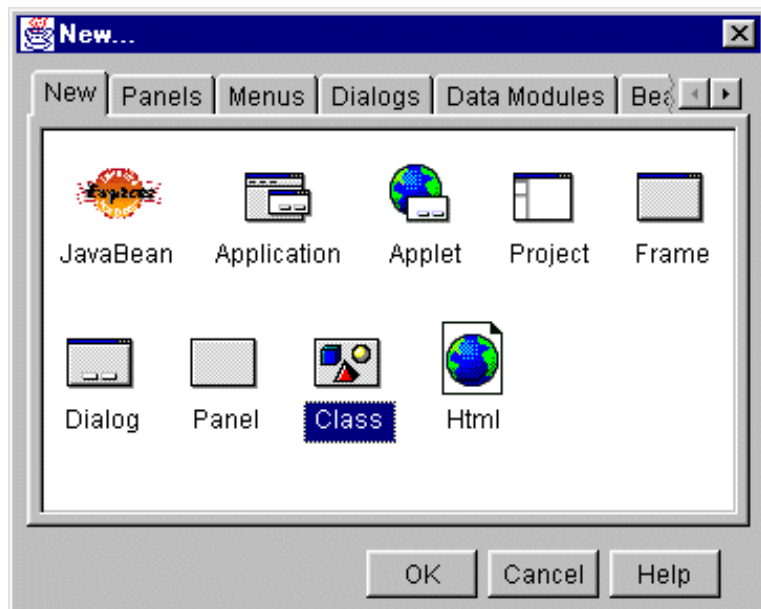 New...
New Panels Menus Dialogs Data Modules
Express
JavaBean Application Applet Project Frame
Dialog Panel Class Html
OK Cancel Help